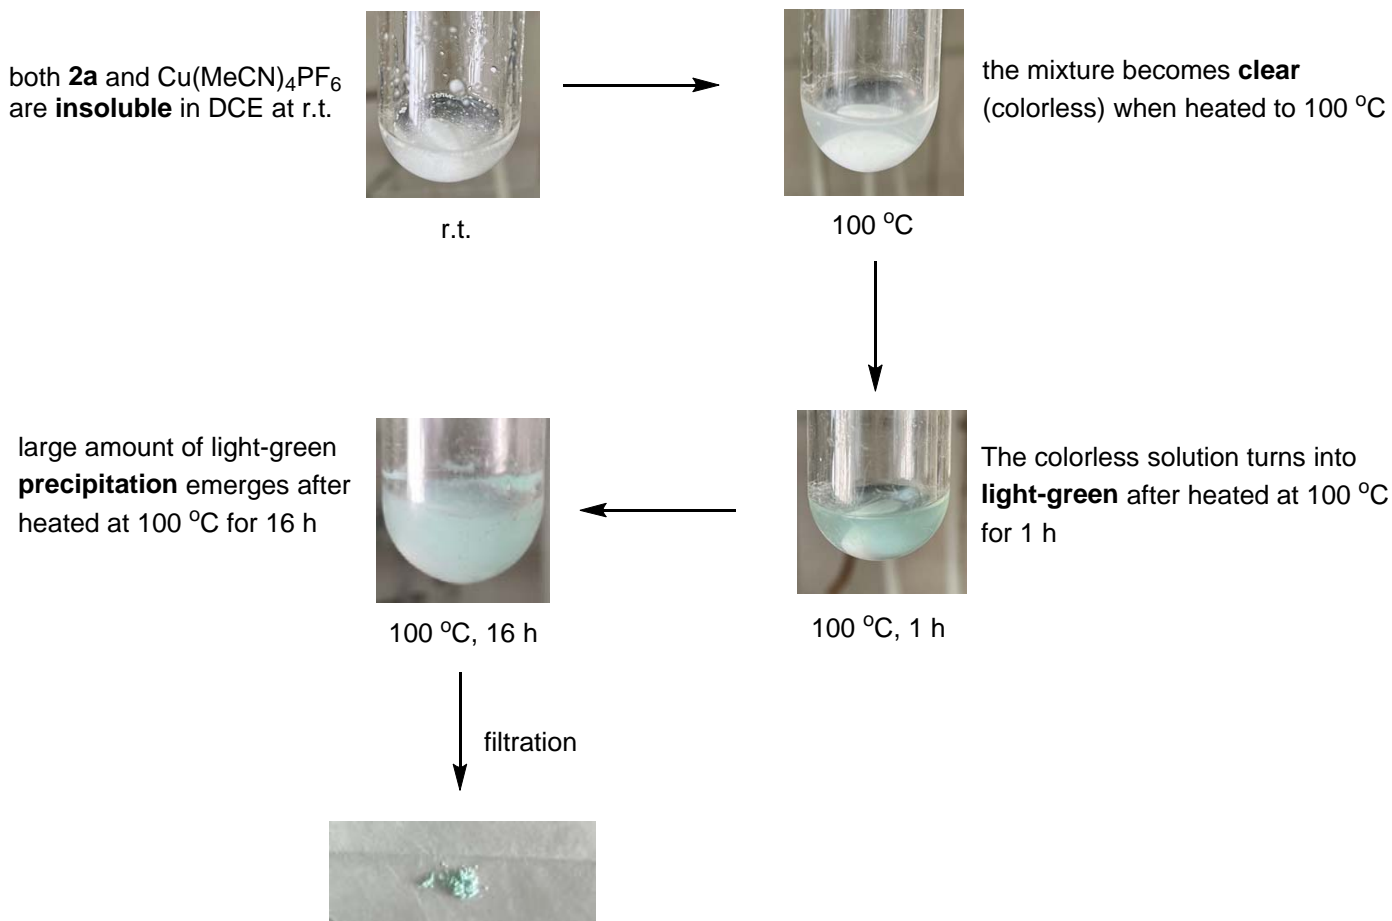 both 2a and Cu(MeCN)4PF6
are insoluble in DCE at r.t.
r.t.
the mixture becomes clear
(colorless) when heated to 100 oC
100 oC
The colorless solution turns into
light-green after heated at 100 oC
for 1 h
100 oC, 1 h
large amount of light-green
precipitation emerges after
heated at 100 oC for 16 h
100 oC, 16 h
filtration